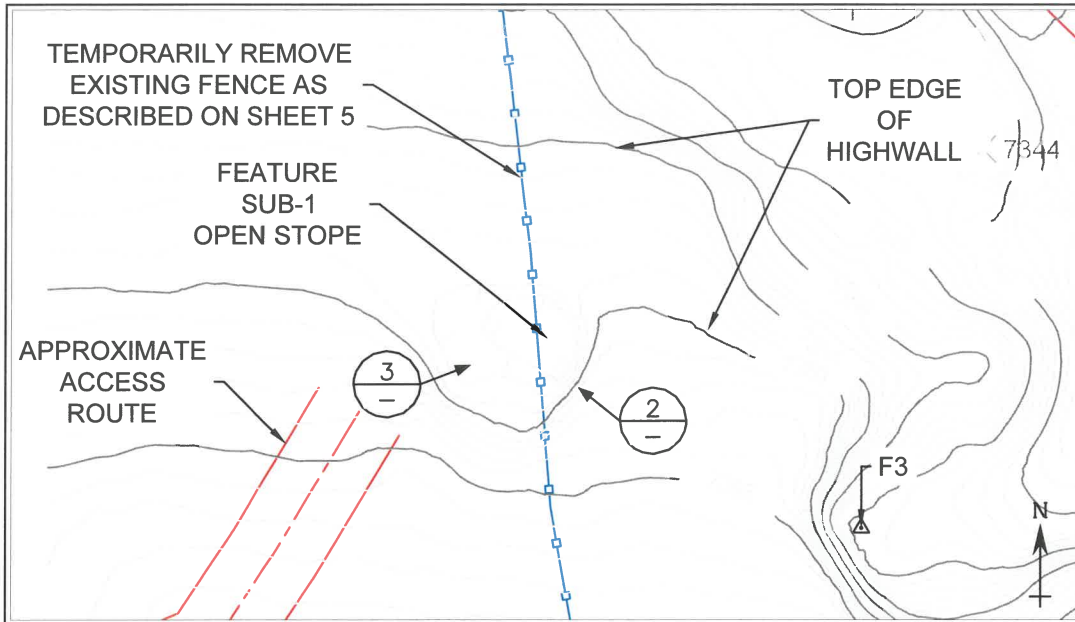 TEMPORARILY REMOVE
EXISTING FENCE AS
DESCRIBED ON SHEET 5
TOP EDGE
OF
HIGHWALL
7344
FEATURE
SUB-1
OPEN STOPE
APPROXIMATE
ACCESS
ROUTE
3
–
2
–
F3
N